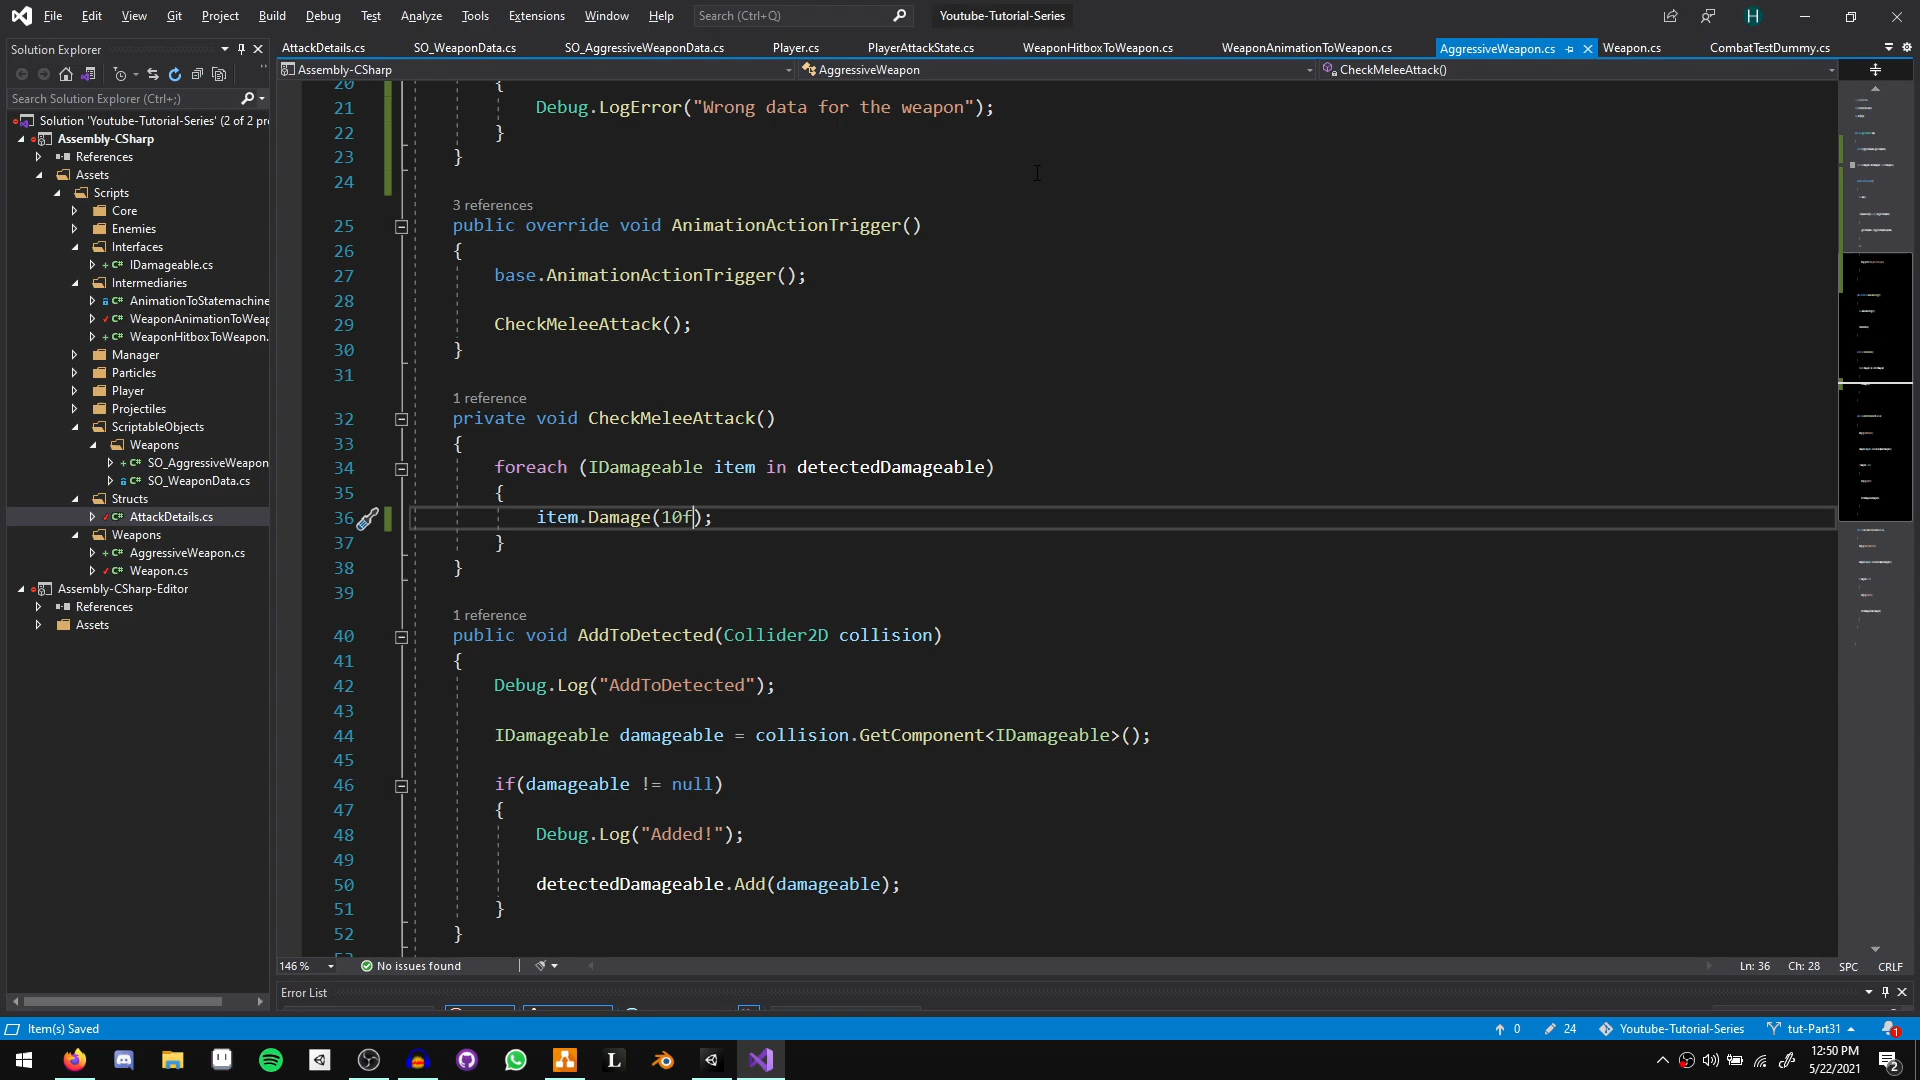 File Edit View Git Project Build Debug Test Analyze Tools Extensions Window Help Search (Ctrl+Q) Youtube-Tutorial-Series H
Solution Explorer
Search Solution Explorer (Ctrl+;)
Solution 'Youtube-Tutorial-Series' (2 of 2 pr
Assembly-CSharp
References
Assets
Scripts
Core
Enemies
Interfaces
C# IDamageable.cs
Intermediaries
C# AnimationToStatemachine
C# WeaponAnimationToWeap
C# WeaponHitboxToWeapon.
Manager
Particles
Player
Projectiles
ScriptableObjects
Weapons
C# SO_AggressiveWeapon
C# SO_WeaponData.cs
Structs
C# AttackDetails.cs
Weapons
C# AggressiveWeapon.cs
C# Weapon.cs
Assembly-CSharp-Editor
References
Assets
AttackDetails.cs SO_WeaponData.cs SO_AggressiveWeaponData.cs Player.cs PlayerAttackState.cs WeaponHitboxToWeapon.cs WeaponAnimationToWeapon.cs AggressiveWeapon.cs Weapon.cs CombatTestDummy.cs
Assembly-CSharp AggressiveWeapon CheckMeleeAttack()
20 {
21 Debug.LogError("Wrong data for the weapon");
22 }
23 }
24
3 references
25 public override void AnimationActionTrigger()
26 {
27 base.AnimationActionTrigger();
28
29 CheckMeleeAttack();
30 }
31
1 reference
32 private void CheckMeleeAttack()
33 {
34 foreach (IDamageable item in detectedDamageable)
35 {
36 item.Damage(10f);
37 }
38 }
39
1 reference
40 public void AddToDetected(Collider2D collision)
41 {
42 Debug.Log("AddToDetected");
43
44 IDamageable damageable = collision.GetComponent<IDamageable>();
45
46 if(damageable != null)
47 {
48 Debug.Log("Added!");
49
50 detectedDamageable.Add(damageable);
51 }
52 }
146 % No issues found Ln: 36 Ch: 28 SPC CRLF
Error List
Item(s) Saved 0 24 Youtube-Tutorial-Series tut-Part31 1
L 12:50 PM
5/22/2021 2